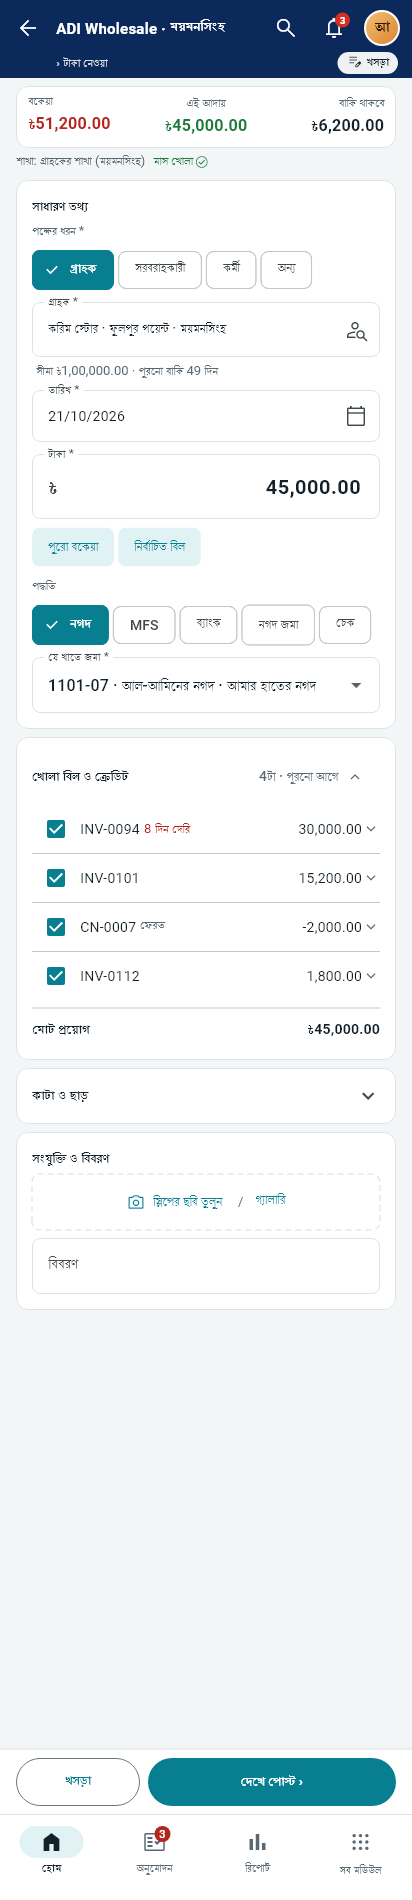 ADI Wholesale · ময়মনসিংহ
3
আ
› টাকা নেওয়া
খসড়া
বকেয়া
এই আদায়
বাকি থাকবে
৳51,200.00
৳45,000.00
৳6,200.00
শাখা: গ্রাহকের শাখা (ময়মনসিংহ) মাস খোলা
সাধারণ তথ্য
পক্ষের ধরন *
গ্রাহক
সরবরাহকারী
কর্মী
অন্য
গ্রাহক *
করিম স্টোর · ফুলপুর পয়েন্ট · ময়মনসিংহ
সীমা ৳1,00,000.00 · পুরনো বাকি 49 দিন
তারিখ *
21/10/2026
টাকা *
৳ 45,000.00
পুরো বকেয়া
নির্বাচিত বিল
পদ্ধতি
নগদ
MFS
ব্যাংক
নগদ জমা
চেক
যে খাতে জমা *
1101-07 · আল-আমিনের নগদ · আমার হাতের নগদ
খোলা বিল ও ক্রেডিট 4টা · পুরনো আগে
INV-0094 8 দিন দেরি 30,000.00
INV-0101 15,200.00
CN-0007 ফেরত -2,000.00
INV-0112 1,800.00
মোট প্রয়োগ ৳45,000.00
কাটা ও ছাড়
সংযুক্তি ও বিবরণ
স্লিপের ছবি তুলুন / গ্যালারি
বিবরণ
খসড়া
দেখে পোস্ট ›
3
হোম
অনুমোদন
রিপোর্ট
সব মডিউল